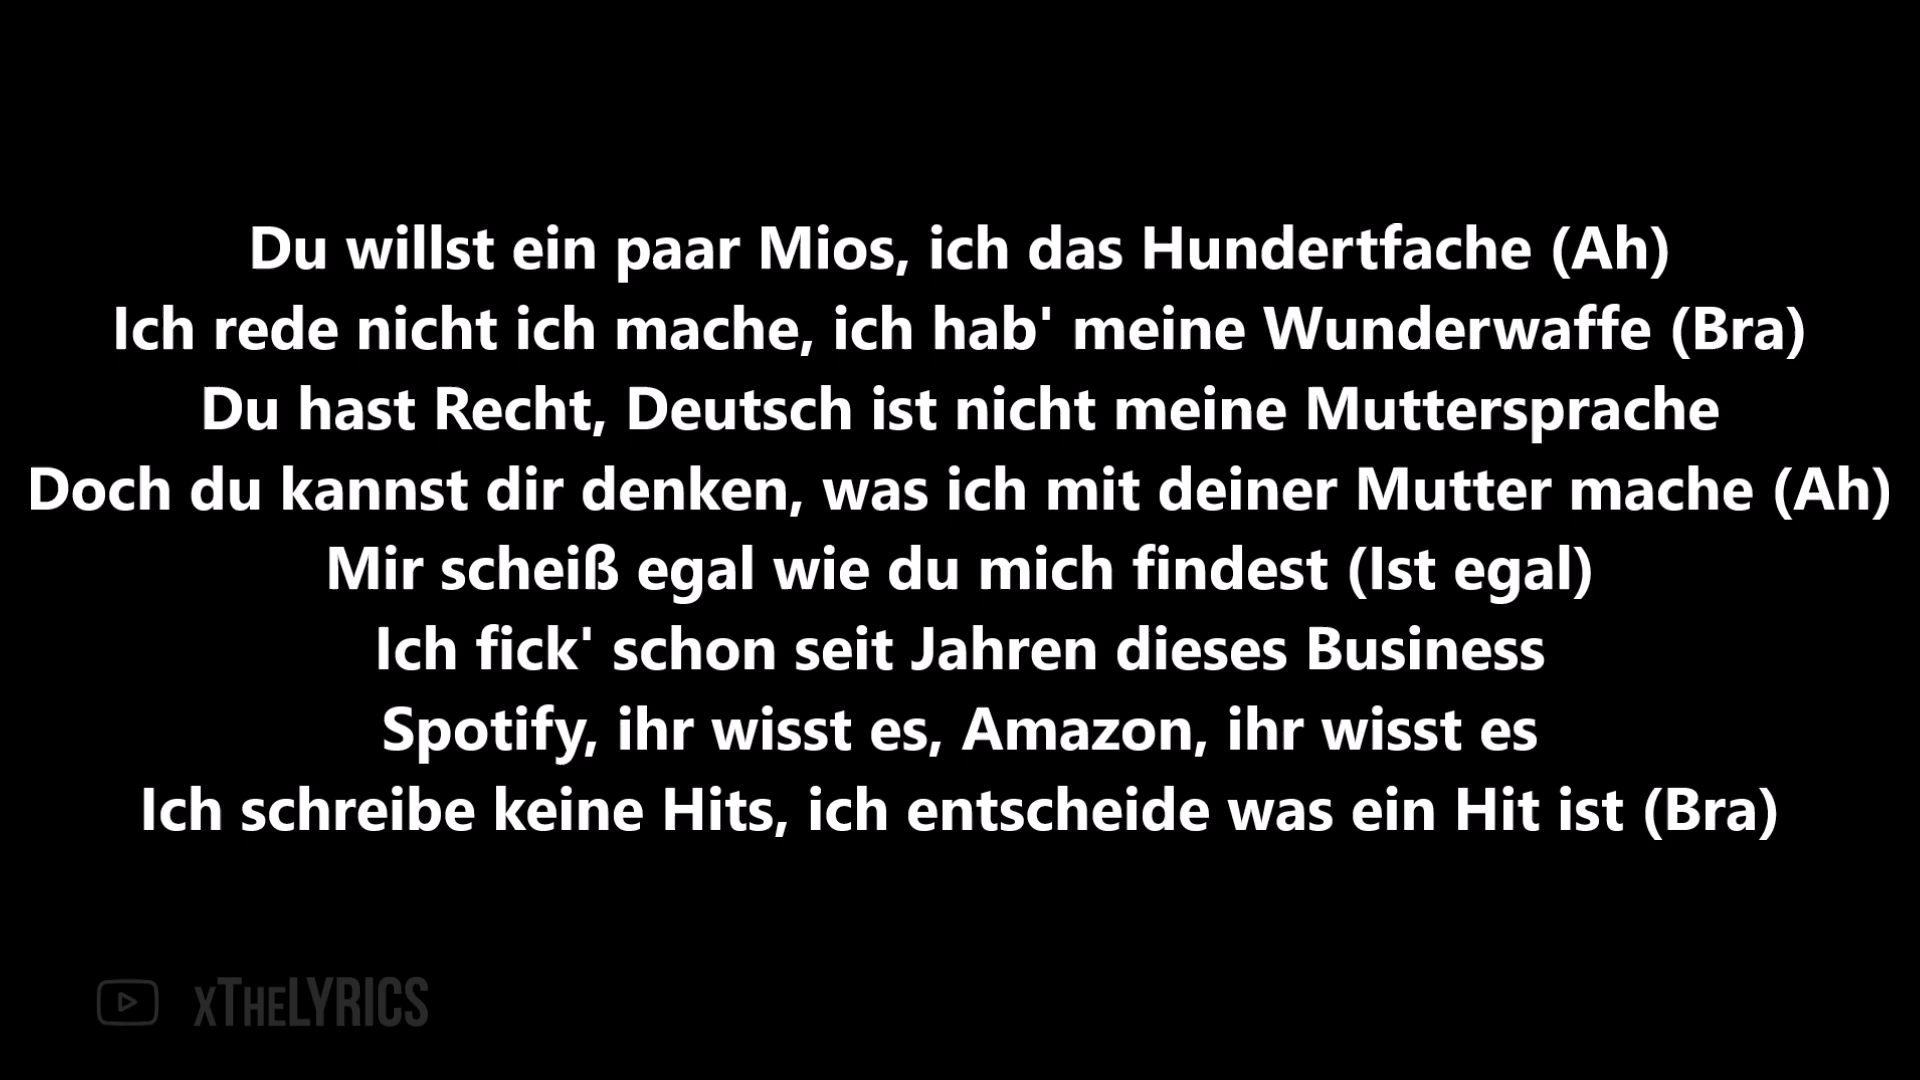 Du willst ein paar Mios, ich das Hundertfache (Ah)
Ich rede nicht ich mache, ich hab' meine Wunderwaffe (Bra)
Du hast Recht, Deutsch ist nicht meine Muttersprache
Doch du kannst dir denken, was ich mit deiner Mutter mache (Ah)
Mir scheiß egal wie du mich findest (Ist egal)
Ich fick' schon seit Jahren dieses Business
Spotify, ihr wisst es, Amazon, ihr wisst es
Ich schreibe keine Hits, ich entscheide was ein Hit ist (Bra)
xTheLYRICS